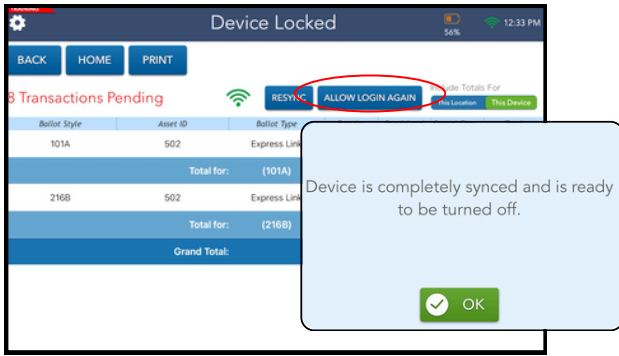 TRAINING
Device Locked
56%
12:33 PM
BACK HOME PRINT
8 Transactions Pending
RESYNC ALLOW LOGIN AGAIN
Include Totals For
This Location This Device
Ballot Style Asset ID Ballot Type
101A 502 Express Link
Total for: (101A)
216B 502 Express Link
Total for: (216B)
Grand Total:
Device is completely synced and is ready
to be turned off.
OK